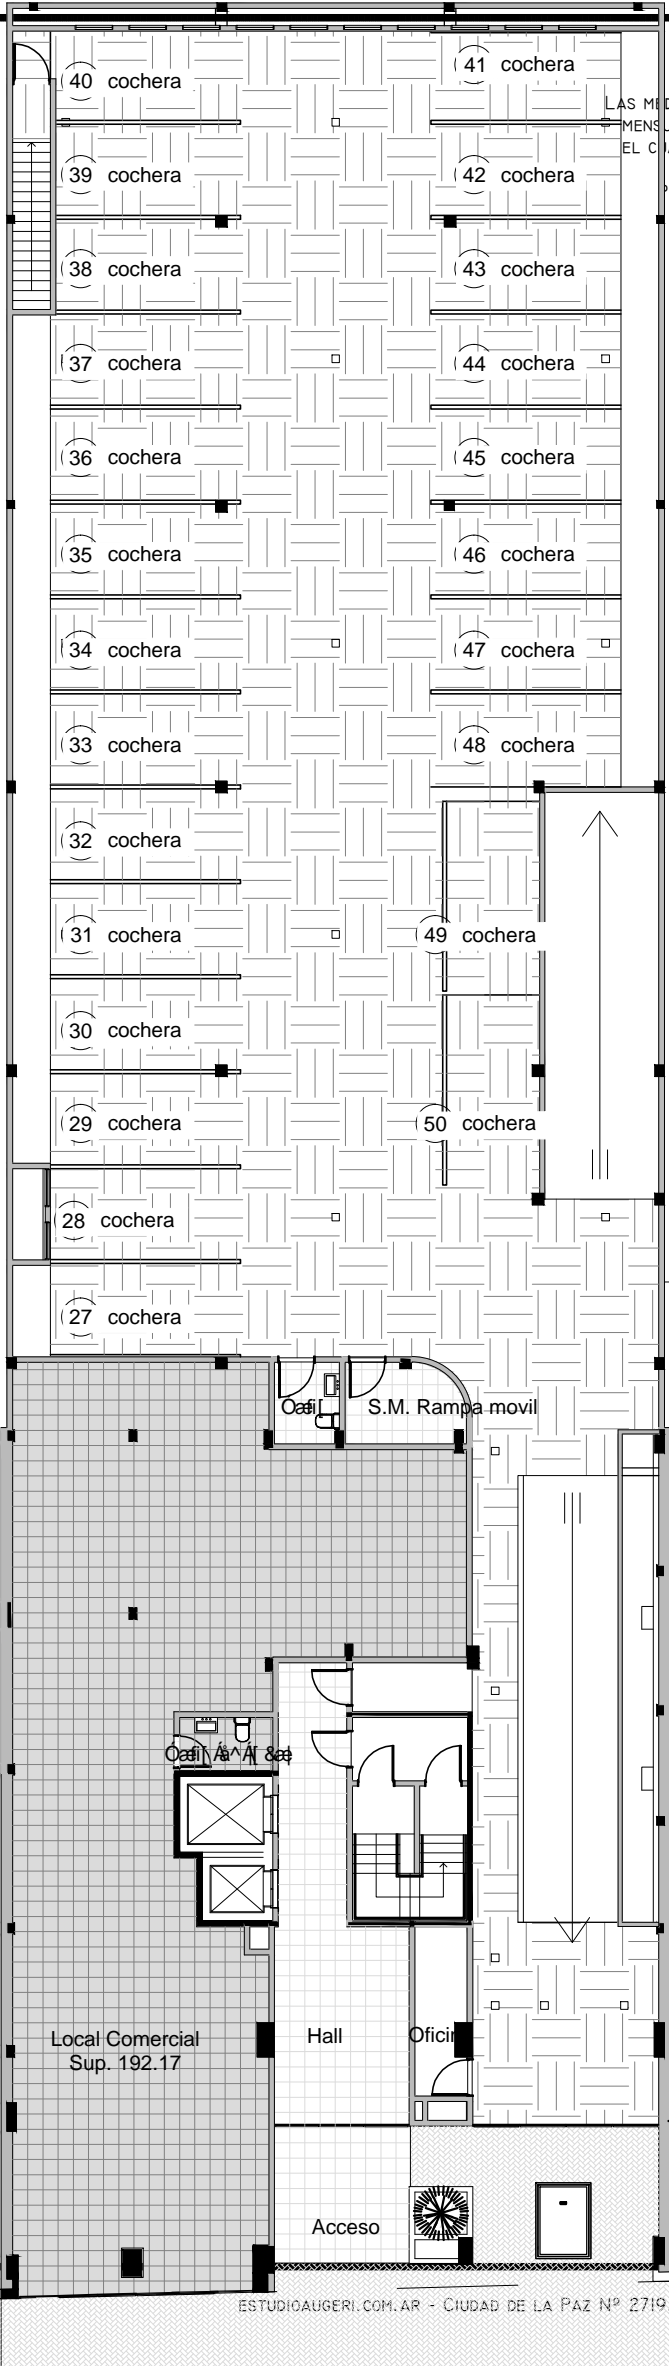 40 cochera
41 cochera
LAS
EL
39 cochera
42 cochera
38 cochera
43 cochera
37 cochera
44 cochera
36 cochera
45 cochera
35 cochera
46 cochera
34 cochera
47 cochera
33 cochera
48 cochera
32 cochera
31 cochera
49 cochera
30 cochera
29 cochera
50 cochera
28 cochera
27 cochera
S.M. Rampa movil
Local Comercial
Sup. 192.17
Hall
Acceso
ESTUDIOAUGERI.COM.AR - CIUDAD DE LA PAZ Nº 2719